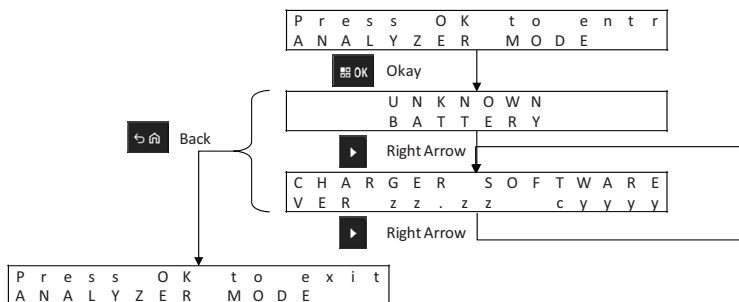 Press OK to entr
ANALYZER MODE
OK Okay
UNKNOWN
BATTERY
Back
Right Arrow
CHARGER SOFTWARE
VER zz.zz cyyyy
Right Arrow
Press OK to exit
ANALYZER MODE